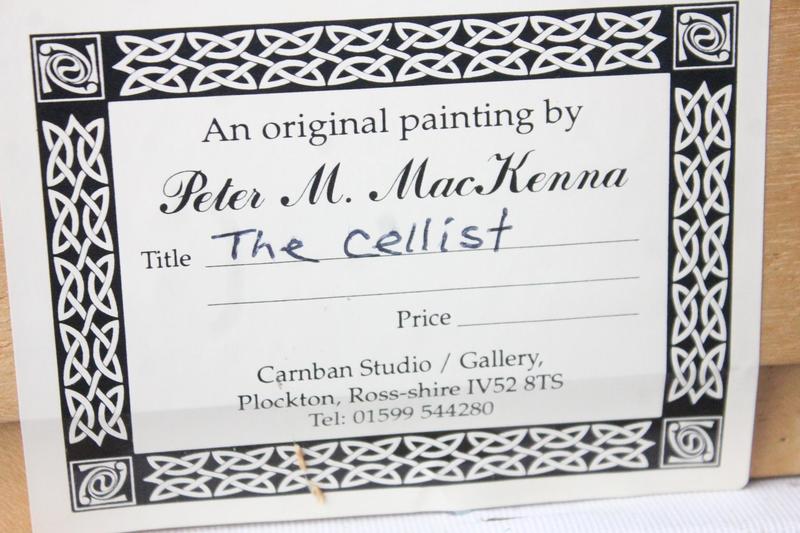 An original painting by
Peter M. MacKenna
Title The Cellist
Price
Carnban Studio / Gallery,
Plockton, Ross-shire IV52 8TS
Tel: 01599 544280